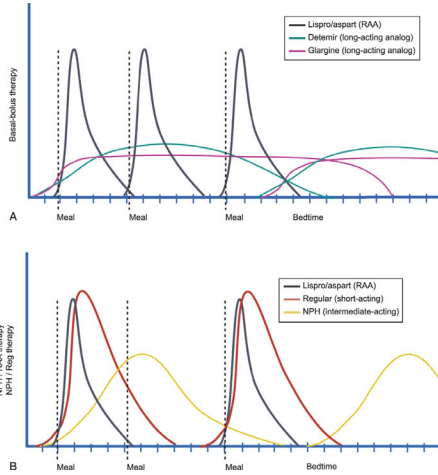 Basal-bolus therapy
Lispro/aspart (RAA)
Detemir (long-acting analog)
Glargine (long-acting analog)
A
Meal
Meal
Meal
Bedtime
NPH / Reg therapy
Lispro/aspart (RAA)
Regular (short-acting)
NPH (intermediate-acting)
B
Meal
Meal
Meal
Bedtime